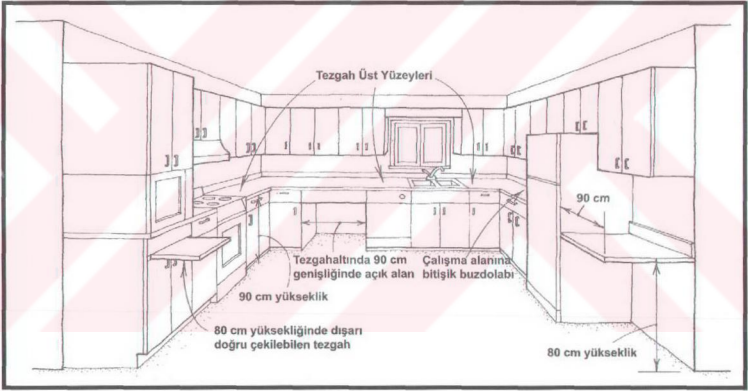 Tezgah Üst Yüzeyleri
90 cm
Tezgahaltında 90 cm
genişliğinde açık alan
Çalışma alanına
bitişik buzdolabı
90 cm yükseklik
80 cm yüksekliğinde dışarı
doğru çekilebilen tezgah
80 cm yükseklik